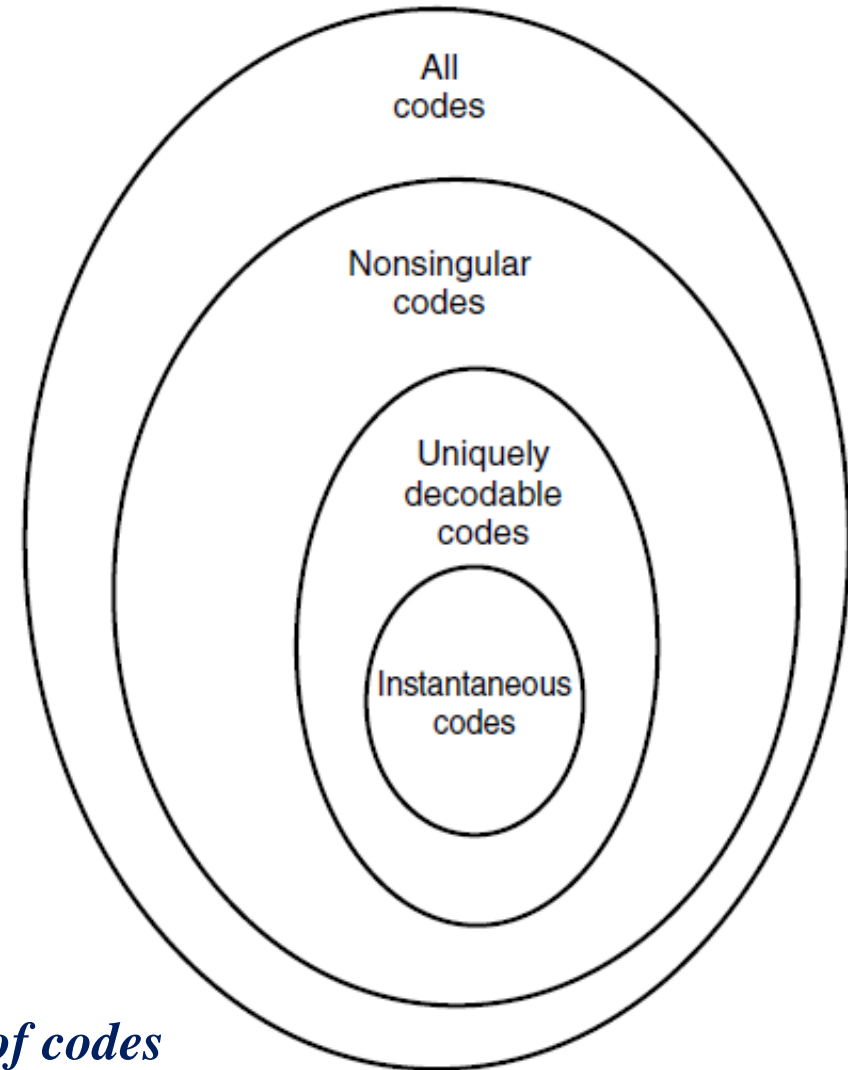 All
codes
Nonsingular
codes
Uniquely
decodable
codes
Instantaneous
codes
of codes